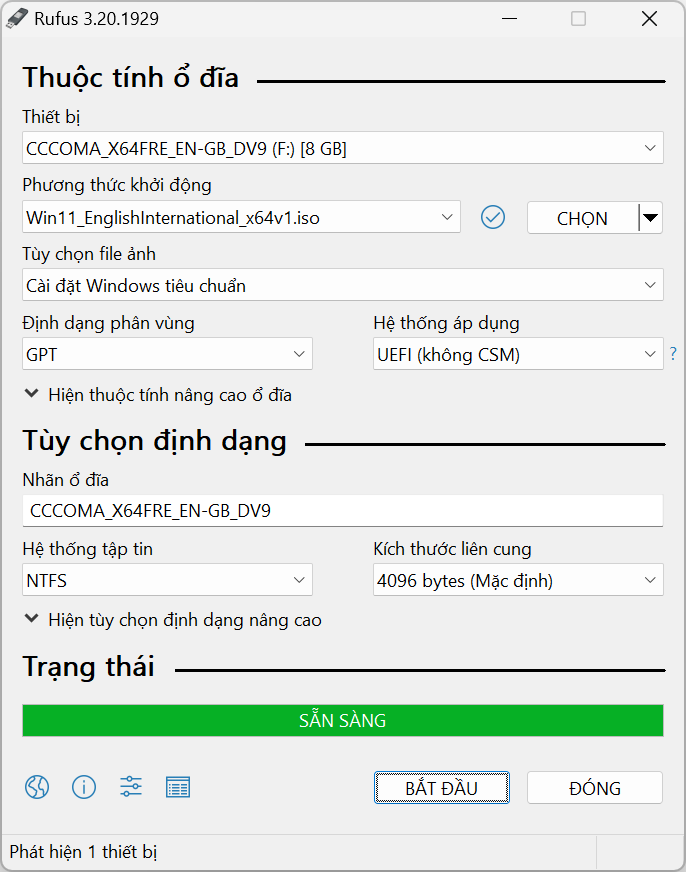 Rufus 3.20.1929
Thuộc tính ổ đĩa
Thiết bị
CCCOMA_X64FRE_EN-GB_DV9 (F:) [8 GB]
Phương thức khởi động
Win11_EnglishInternational_x64v1.iso
CHỌN
Tùy chọn file ảnh
Cài đặt Windows tiêu chuẩn
Định dạng phân vùng
Hệ thống áp dụng
GPT
UEFI (không CSM)
?
Hiện thuộc tính nâng cao ổ đĩa
Tùy chọn định dạng
Nhãn ổ đĩa
CCCOMA_X64FRE_EN-GB_DV9
Hệ thống tập tin
Kích thước liên cung
NTFS
4096 bytes (Mặc định)
Hiện tùy chọn định dạng nâng cao
Trạng thái
SẴN SÀNG
BẮT ĐẦU
ĐÓNG
Phát hiện 1 thiết bị